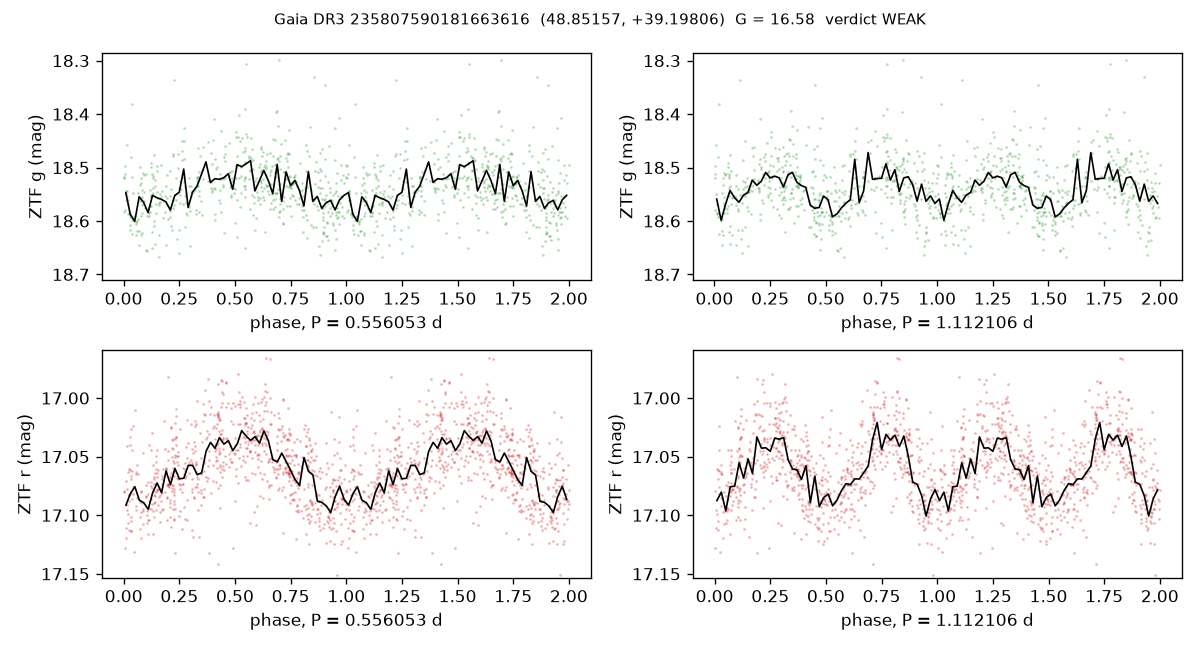 Gaia DR3 235807590181663616  (48.85157, +39.19806)  G = 16.58  verdict WEAK
ZTF g (mag)
18.3
18.4
18.5
18.6
18.7
0.00 0.25 0.50 0.75 1.00 1.25 1.50 1.75 2.00
phase, P = 0.556053 d
ZTF g (mag)
18.3
18.4
18.5
18.6
18.7
0.00 0.25 0.50 0.75 1.00 1.25 1.50 1.75 2.00
phase, P = 1.112106 d
ZTF r (mag)
17.00
17.05
17.10
17.15
0.00 0.25 0.50 0.75 1.00 1.25 1.50 1.75 2.00
phase, P = 0.556053 d
ZTF r (mag)
17.00
17.05
17.10
17.15
0.00 0.25 0.50 0.75 1.00 1.25 1.50 1.75 2.00
phase, P = 1.112106 d